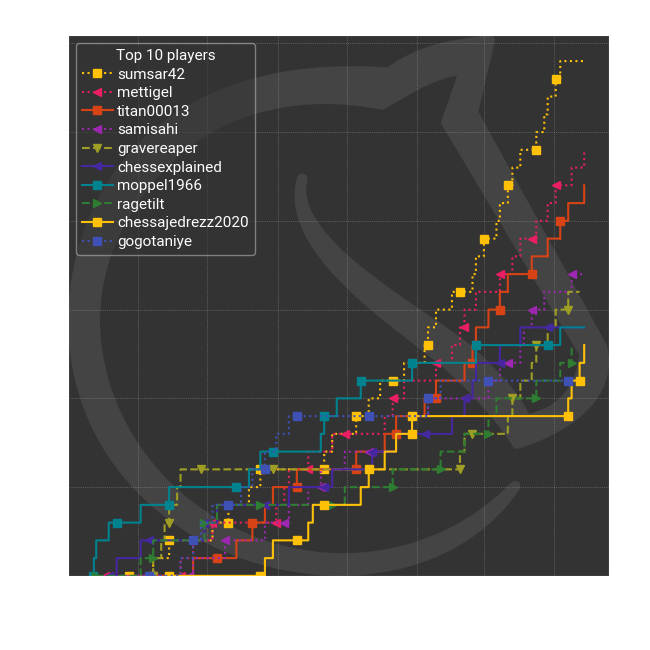 Top 10 players
sumsar42
mettigel
titan00013
samisahi
gravereaper
chessexplained
moppel1966
ragetilt
chessajedrezz2020
gogotaniye